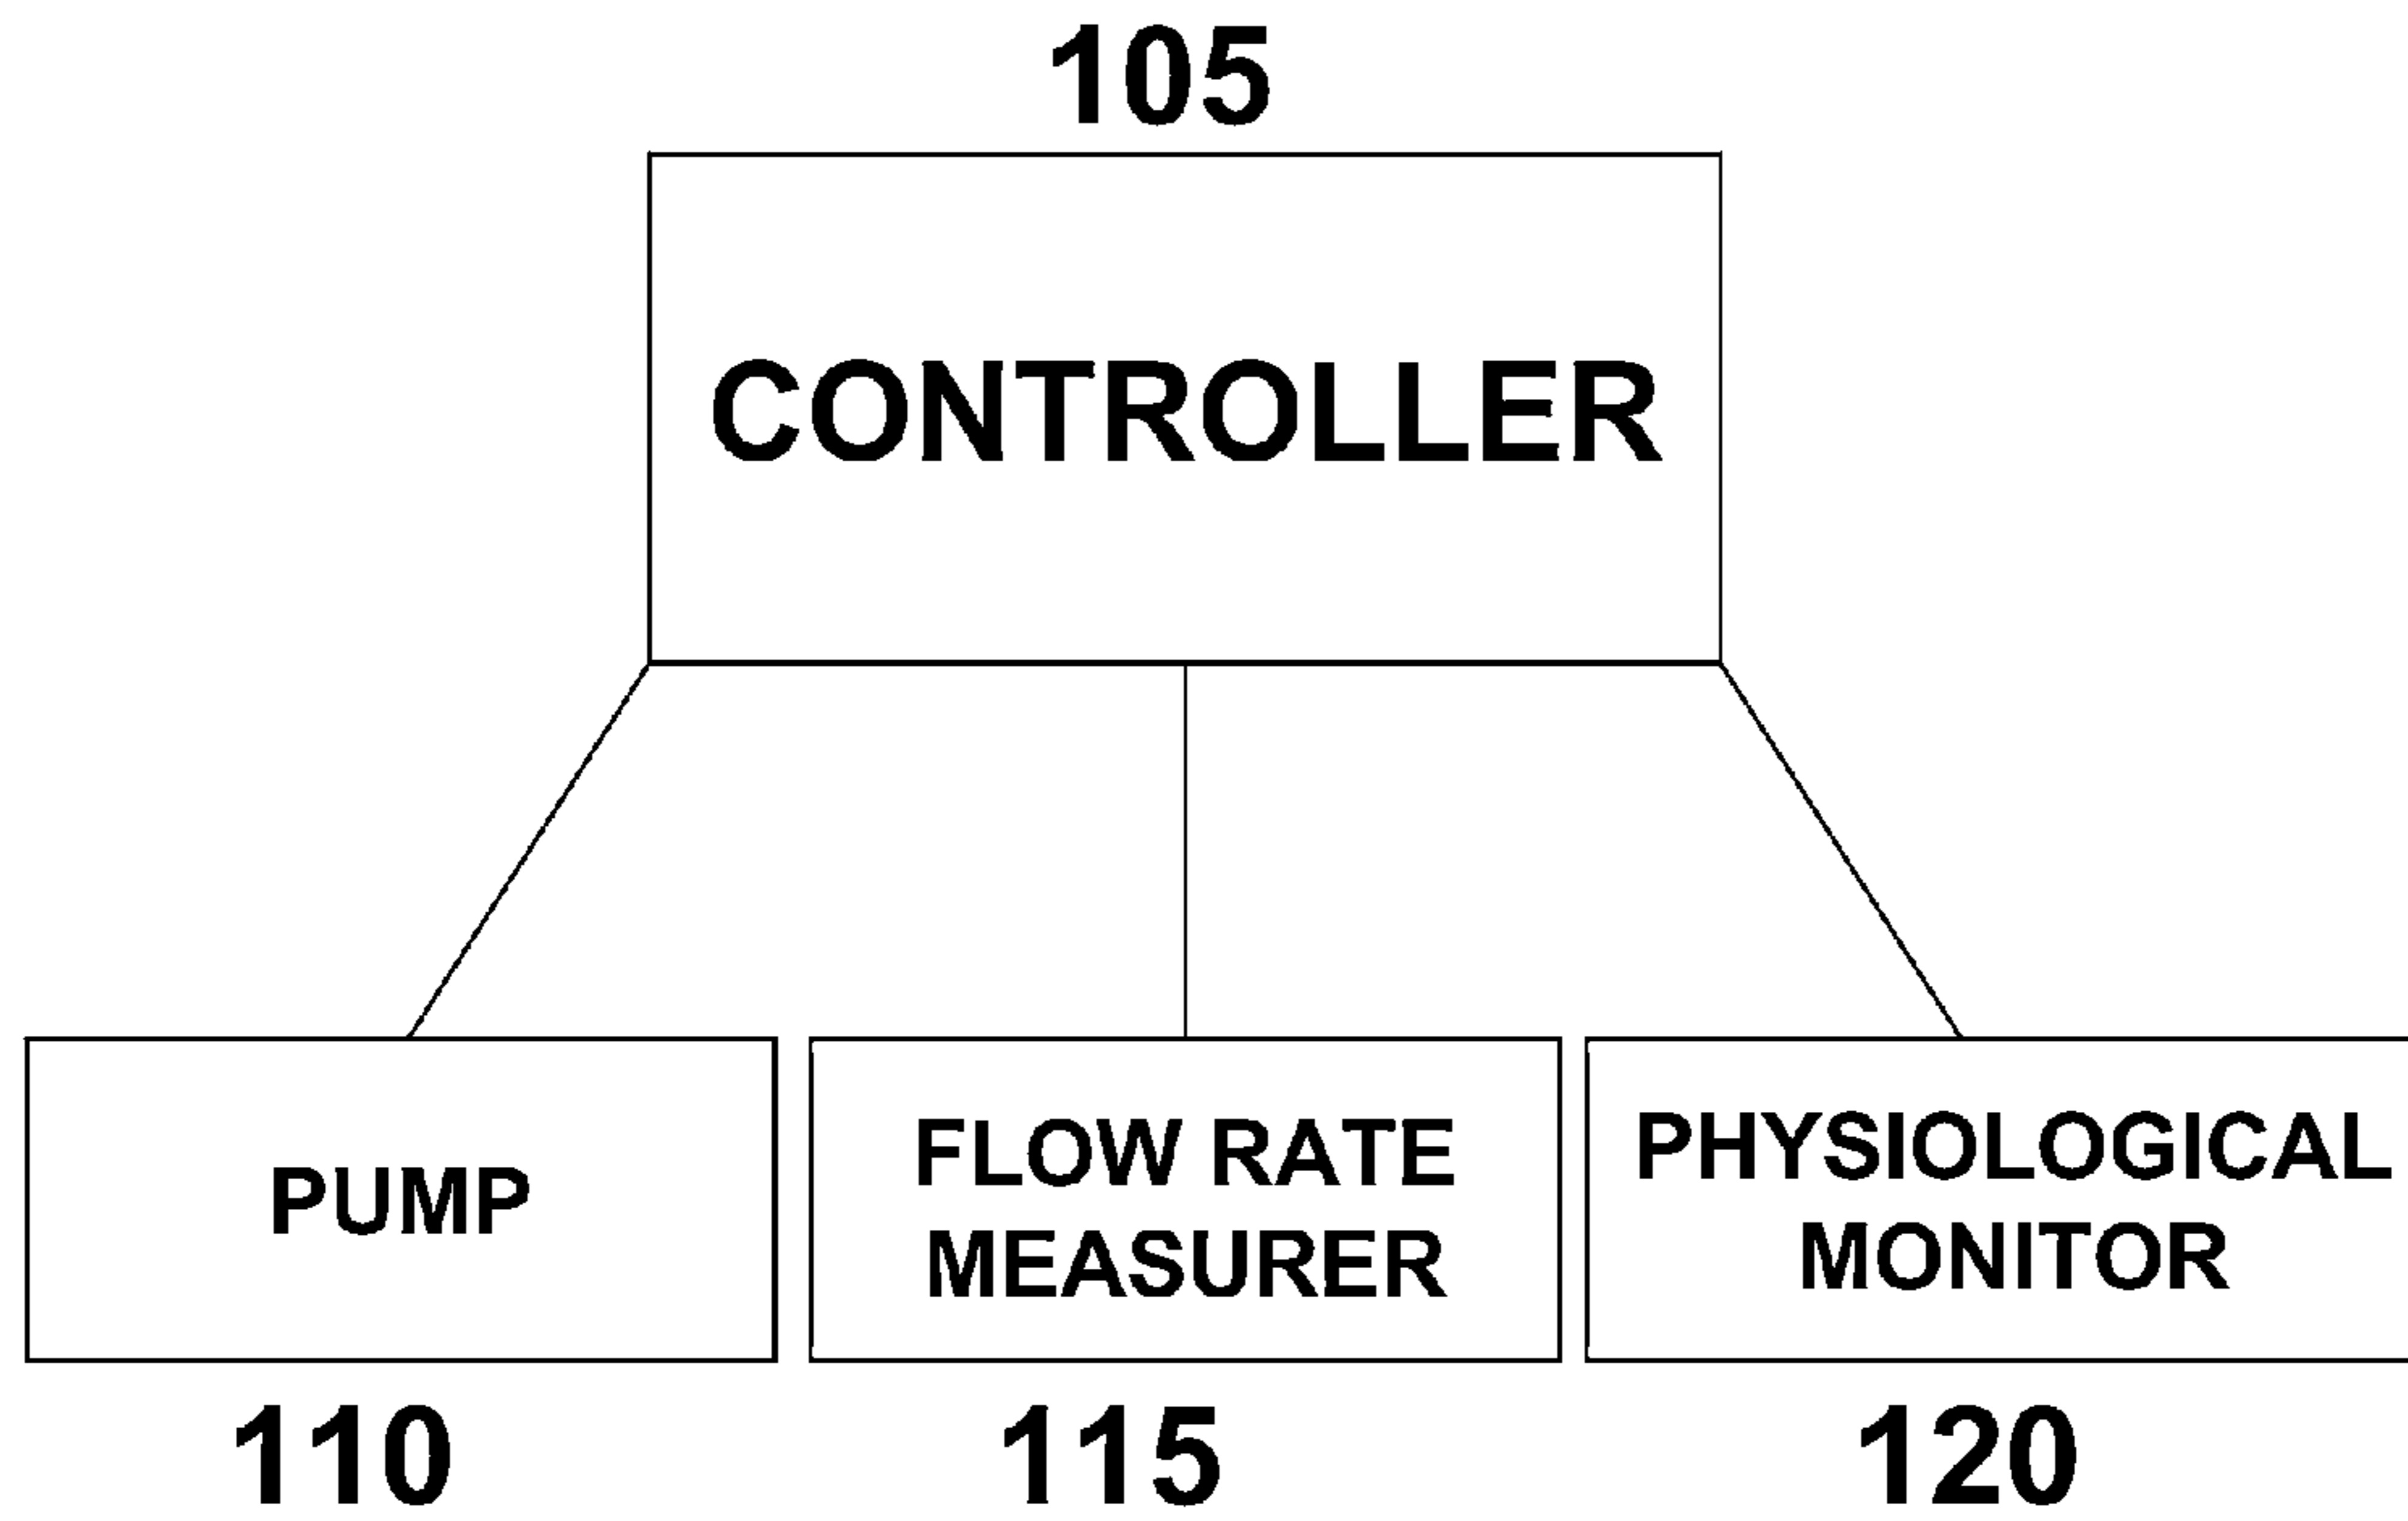 105
CONTROLLER
PUMP
FLOW RATE
MEASURER
PHYSIOLOGICAL
MONITOR
110
115
120